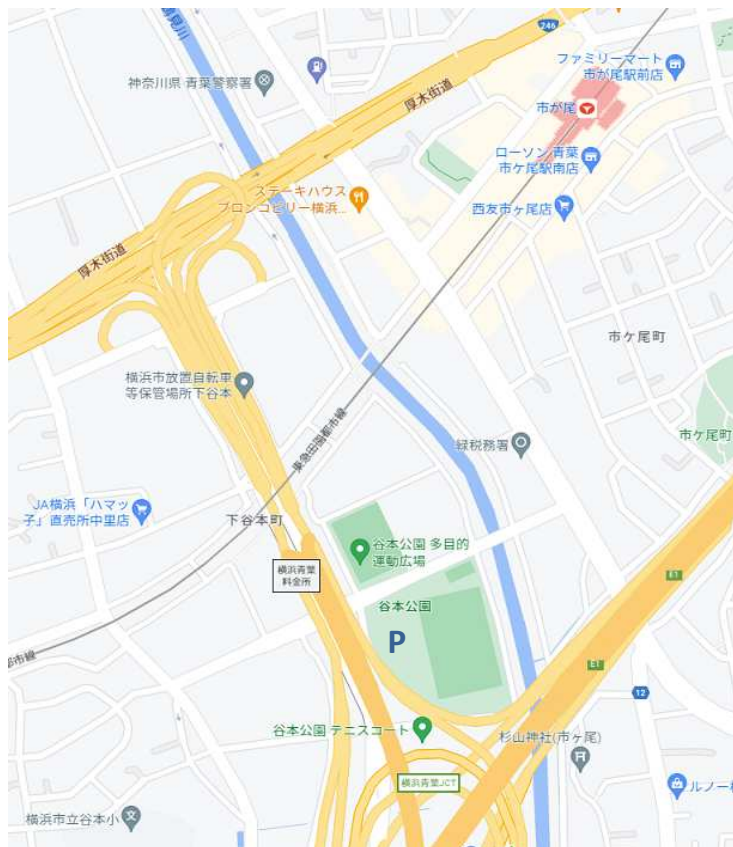 鶴見川
246
ファミリーマート
市が尾駅前店
神奈川県 青葉警察署
厚木街道
市が尾
ローソン 青葉
市ケ尾駅南店
ステーキハウス
ブロンコビリー横浜...
西友市ヶ尾店
厚木街道
市ケ尾町
横浜市放置自転車
等保管場所下谷本
東急田園都市線
緑税務署
市ケ尾町
JA横浜「ハマッ
子」直売所中里店
下谷本町
谷本公園 多目的
運動広場
横浜青葉
料金所
E1
谷本公園
P
都市線
E1
12
谷本公園 テニスコート
杉山神社(市ヶ尾)
横浜青葉JCT
ルノー横
横浜市立谷本小